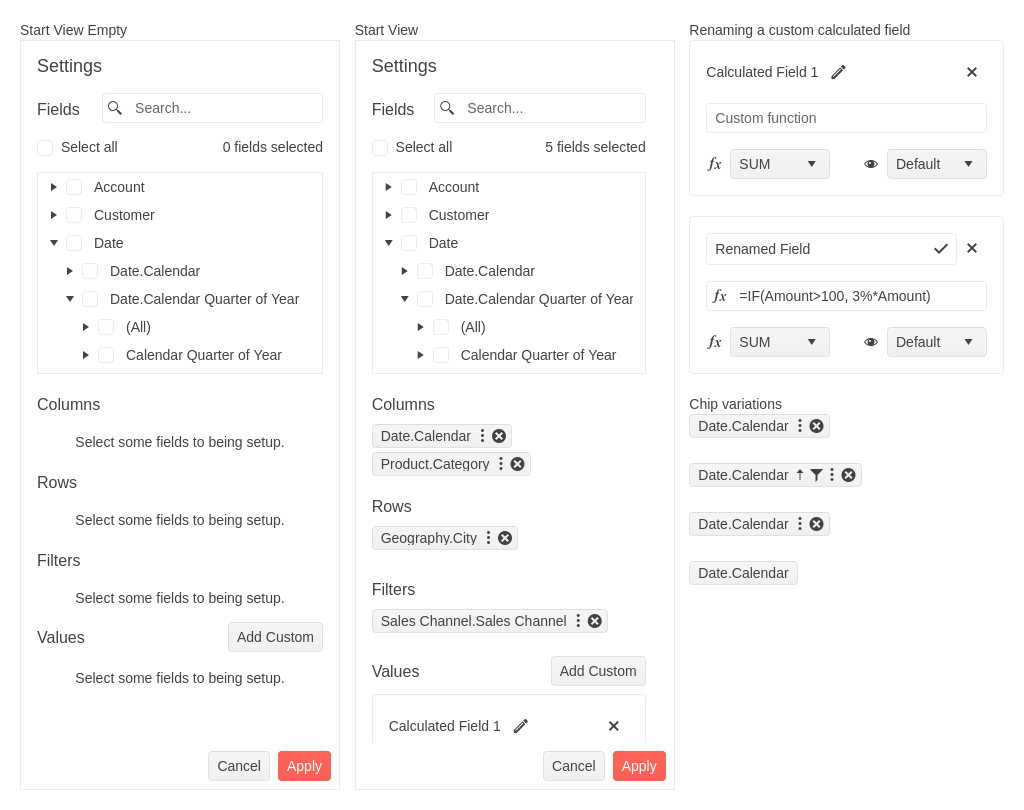 Start View Empty
Settings
Fields
Search...
Select all
0 fields selected
Account
Customer
Date
Date.Calendar
Date.Calendar Quarter of Year
(All)
Calendar Quarter of Year
Columns
Select some fields to being setup.
Rows
Select some fields to being setup.
Filters
Select some fields to being setup.
Values
Add Custom
Select some fields to being setup.
Cancel
Apply
Start View
Settings
Fields
Search...
Select all
5 fields selected
Account
Customer
Date
Date.Calendar
Date.Calendar Quarter of Year
(All)
Calendar Quarter of Year
Columns
Date.Calendar
Product.Category
Rows
Geography.City
Filters
Sales Channel.Sales Channel
Values
Add Custom
Calculated Field 1
Cancel
Apply
Renaming a custom calculated field
Calculated Field 1
Custom function
fx SUM
Default
Renamed Field
fx =IF(Amount>100, 3%*Amount)
fx SUM
Default
Chip variations
Date.Calendar
Date.Calendar
Date.Calendar
Date.Calendar